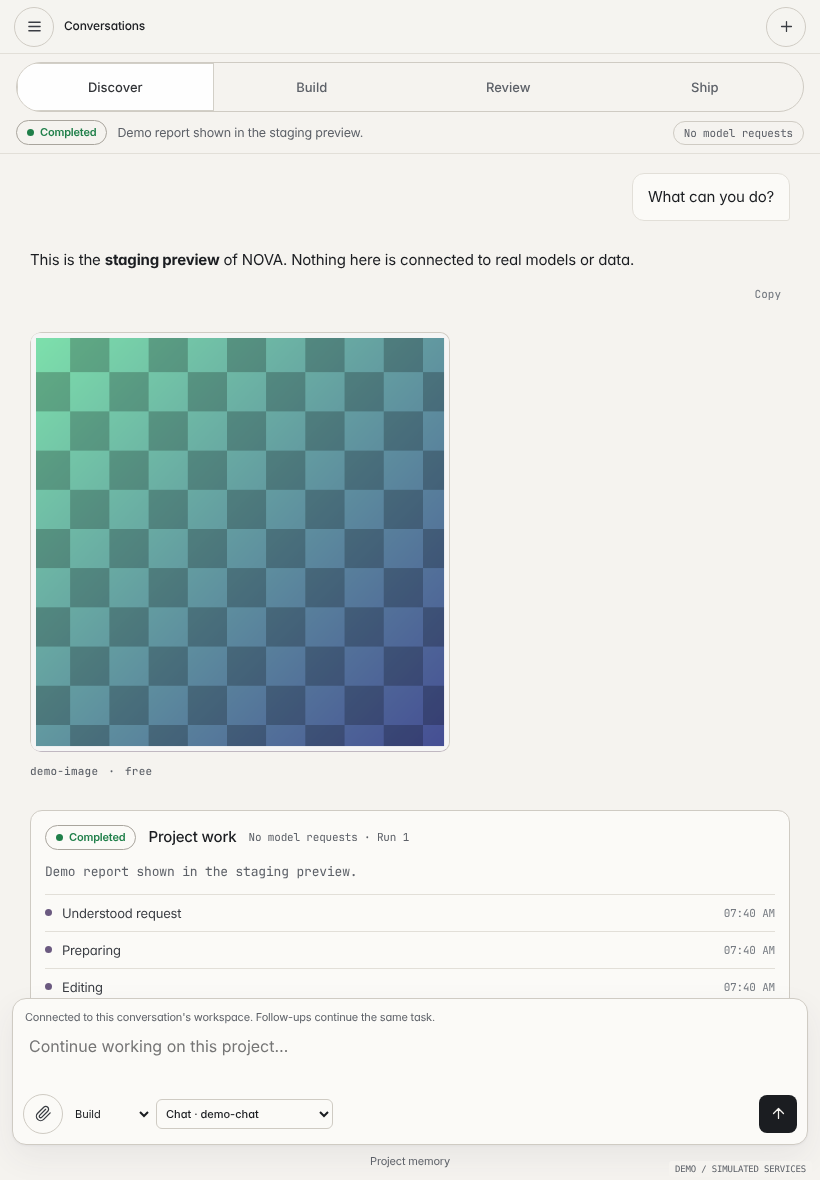 Conversations
Discover Build Review Ship
Completed Demo report shown in the staging preview. No model requests
What can you do?
This is the staging preview of NOVA. Nothing here is connected to real models or data.
Copy
demo-image · free
Completed Project work No model requests · Run 1
Demo report shown in the staging preview.
Understood request 07:40 AM
Preparing 07:40 AM
Editing 07:40 AM
Connected to this conversation's workspace. Follow-ups continue the same task.
Continue working on this project...
Build Chat · demo-chat
Project memory
DEMO / SIMULATED SERVICES